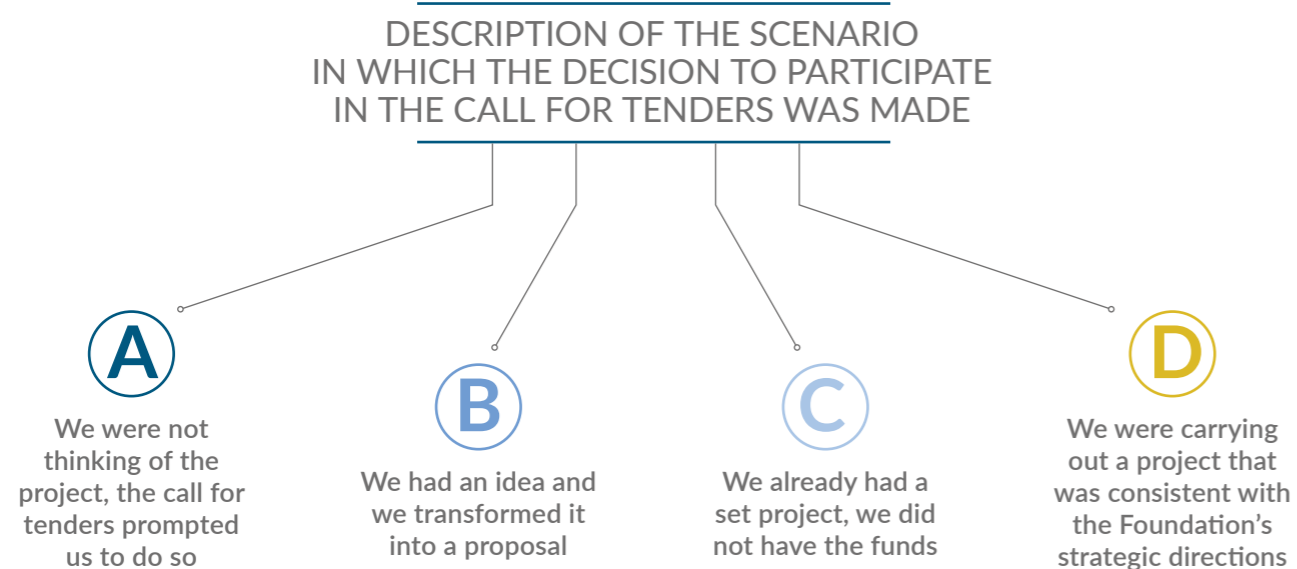 DESCRIPTION OF THE SCENARIO
IN WHICH THE DECISION TO PARTICIPATE
IN THE CALL FOR TENDERS WAS MADE
A
We were not
thinking of the
project, the call for
tenders prompted
us to do so
B
We had an idea and
we transformed it
into a proposal
C
We already had a
set project, we did
not have the funds
D
We were carrying
out a project that
was consistent with
the Foundation's
strategic directions